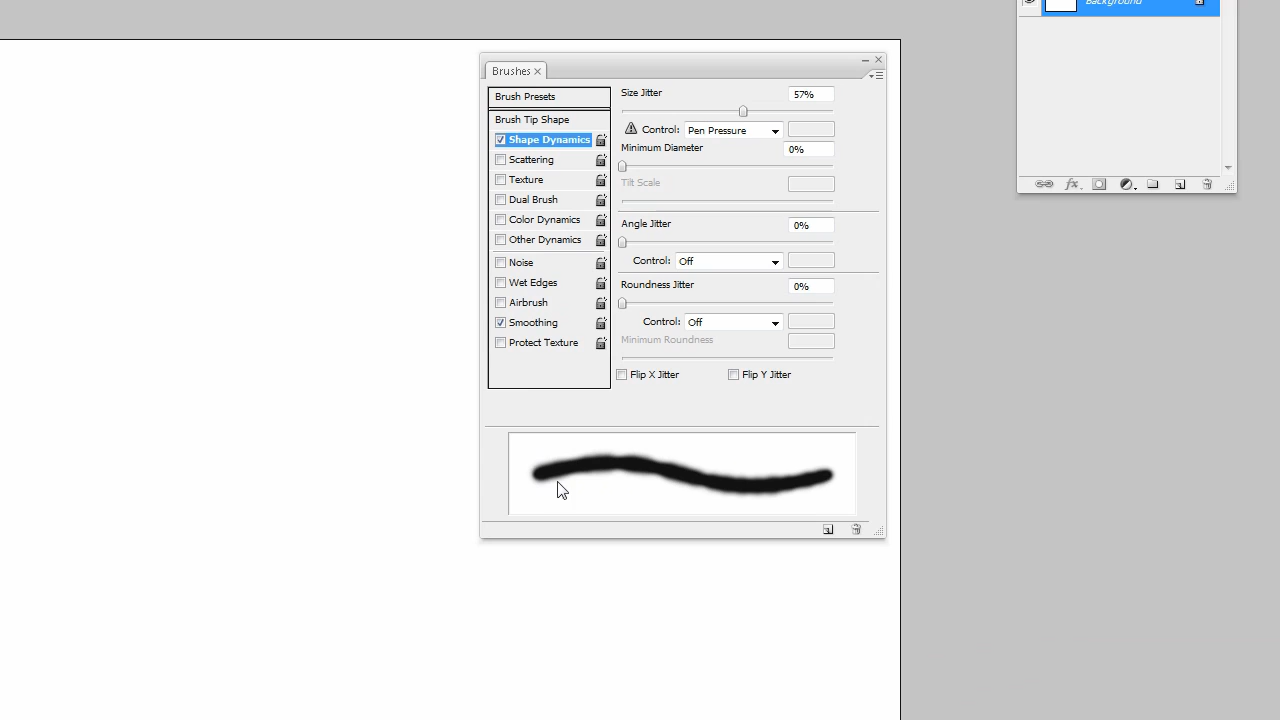 Background
Brushes
Brush Presets
Brush Tip Shape
Shape Dynamics
Scattering
Texture
Dual Brush
Color Dynamics
Other Dynamics
Noise
Wet Edges
Airbrush
Smoothing
Protect Texture
Size Jitter 57%
Control: Pen Pressure
Minimum Diameter 0%
Tilt Scale
Angle Jitter 0%
Control: Off
Roundness Jitter 0%
Control: Off
Minimum Roundness
Flip X Jitter Flip Y Jitter
fx